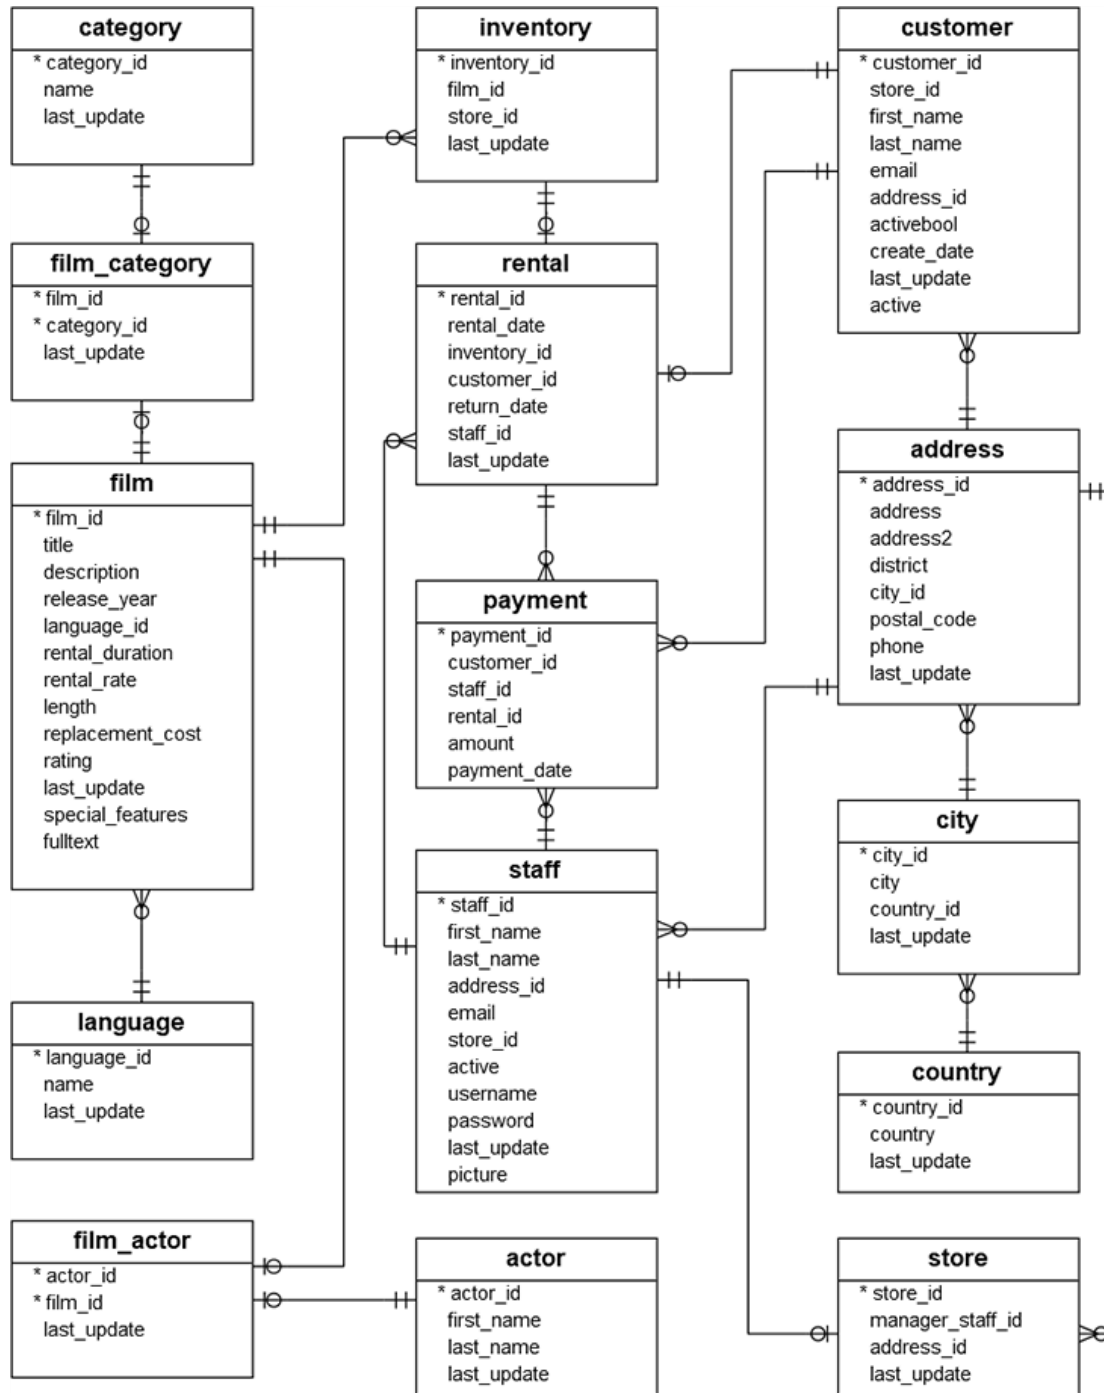 category
* category_id
name
last_update
film_category
* film_id
* category_id
last_update
film
* film_id
title
description
release_year
language_id
rental_duration
rental_rate
length
replacement_cost
rating
last_update
special_features
fulltext
language
* language_id
name
last_update
film_actor
* actor_id
* film_id
last_update
inventory
* inventory_id
film_id
store_id
last_update
rental
* rental_id
rental_date
inventory_id
customer_id
return_date
staff_id
last_update
payment
* payment_id
customer_id
staff_id
rental_id
amount
payment_date
staff
* staff_id
first_name
last_name
address_id
email
store_id
active
username
password
last_update
picture
actor
* actor_id
first_name
last_name
last_update
customer
* customer_id
store_id
first_name
last_name
email
address_id
activebool
create_date
last_update
active
address
* address_id
address
address2
district
city_id
postal_code
phone
last_update
city
* city_id
city
country_id
last_update
country
* country_id
country
last_update
store
* store_id
manager_staff_id
address_id
last_update